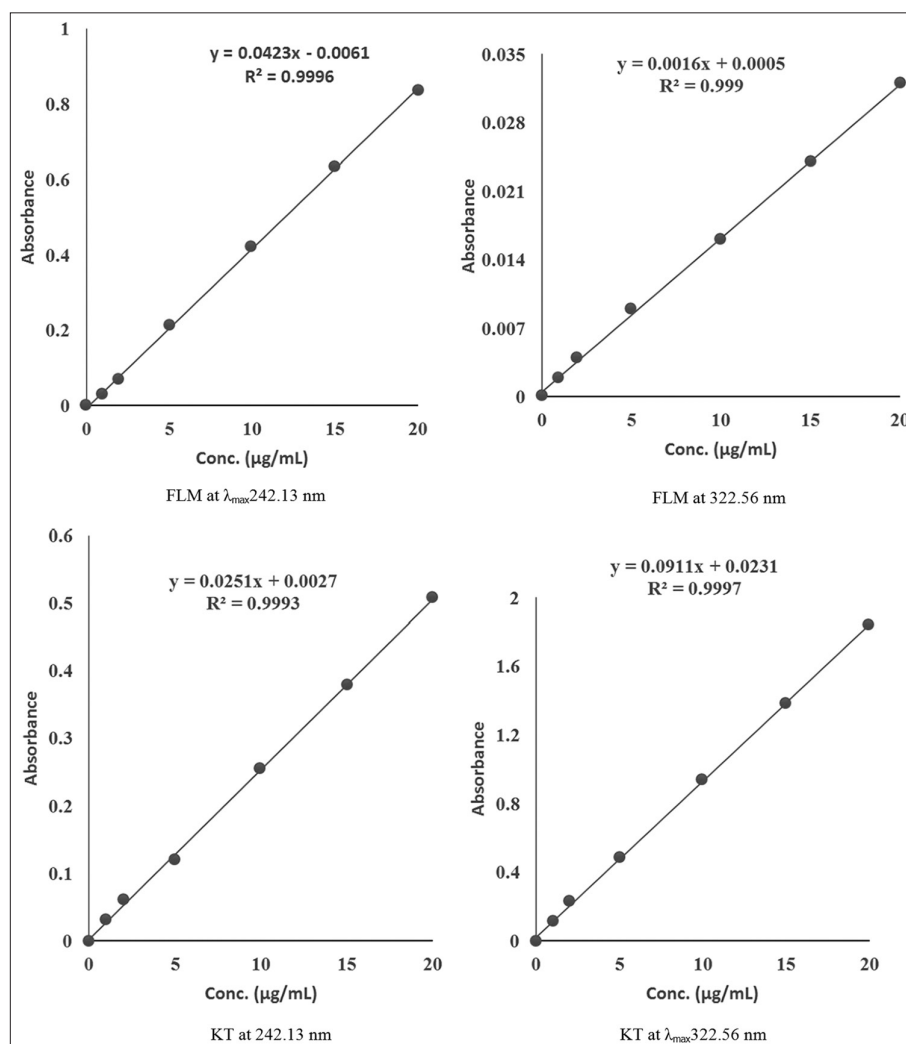 y = 0.0423x - 0.0061
R² = 0.9996
1
0.8
0.6
0.4
0.2
0
Absorbance
0 5 10 15 20
Conc. (µg/mL)
FLM at λmax242.13 nm
y = 0.0016x + 0.0005
R² = 0.999
0.035
0.028
0.021
0.014
0.007
0
Absorbance
0 5 10 15 20
Conc. (µg/mL)
FLM at 322.56 nm
y = 0.0251x + 0.0027
R² = 0.9993
0.6
0.5
0.4
0.3
0.2
0.1
0
Absorbance
0 5 10 15 20
Conc. (µg/mL)
KT at 242.13 nm
y = 0.0911x + 0.0231
R² = 0.9997
2
1.6
1.2
0.8
0.4
0
Absorbance
0 5 10 15 20
Conc. (µg/mL)
KT at λmax322.56 nm